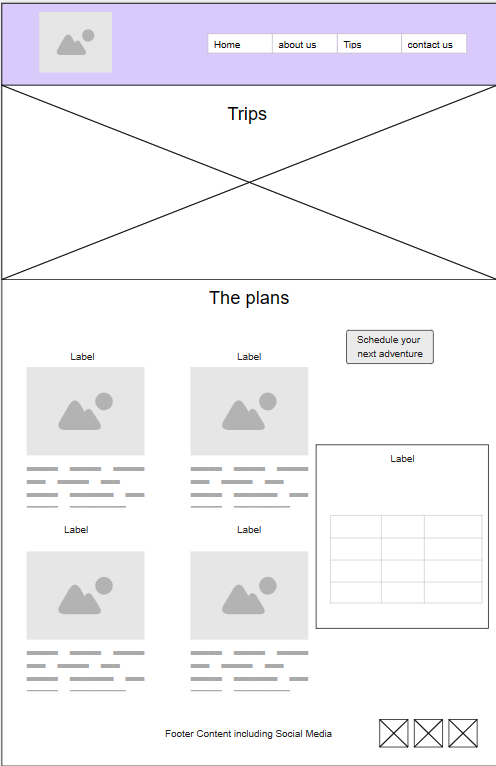 Home about us Tips contact us
Trips
The plans
Schedule your
next adventure
Label Label
Label
Label Label
Footer Content including Social Media